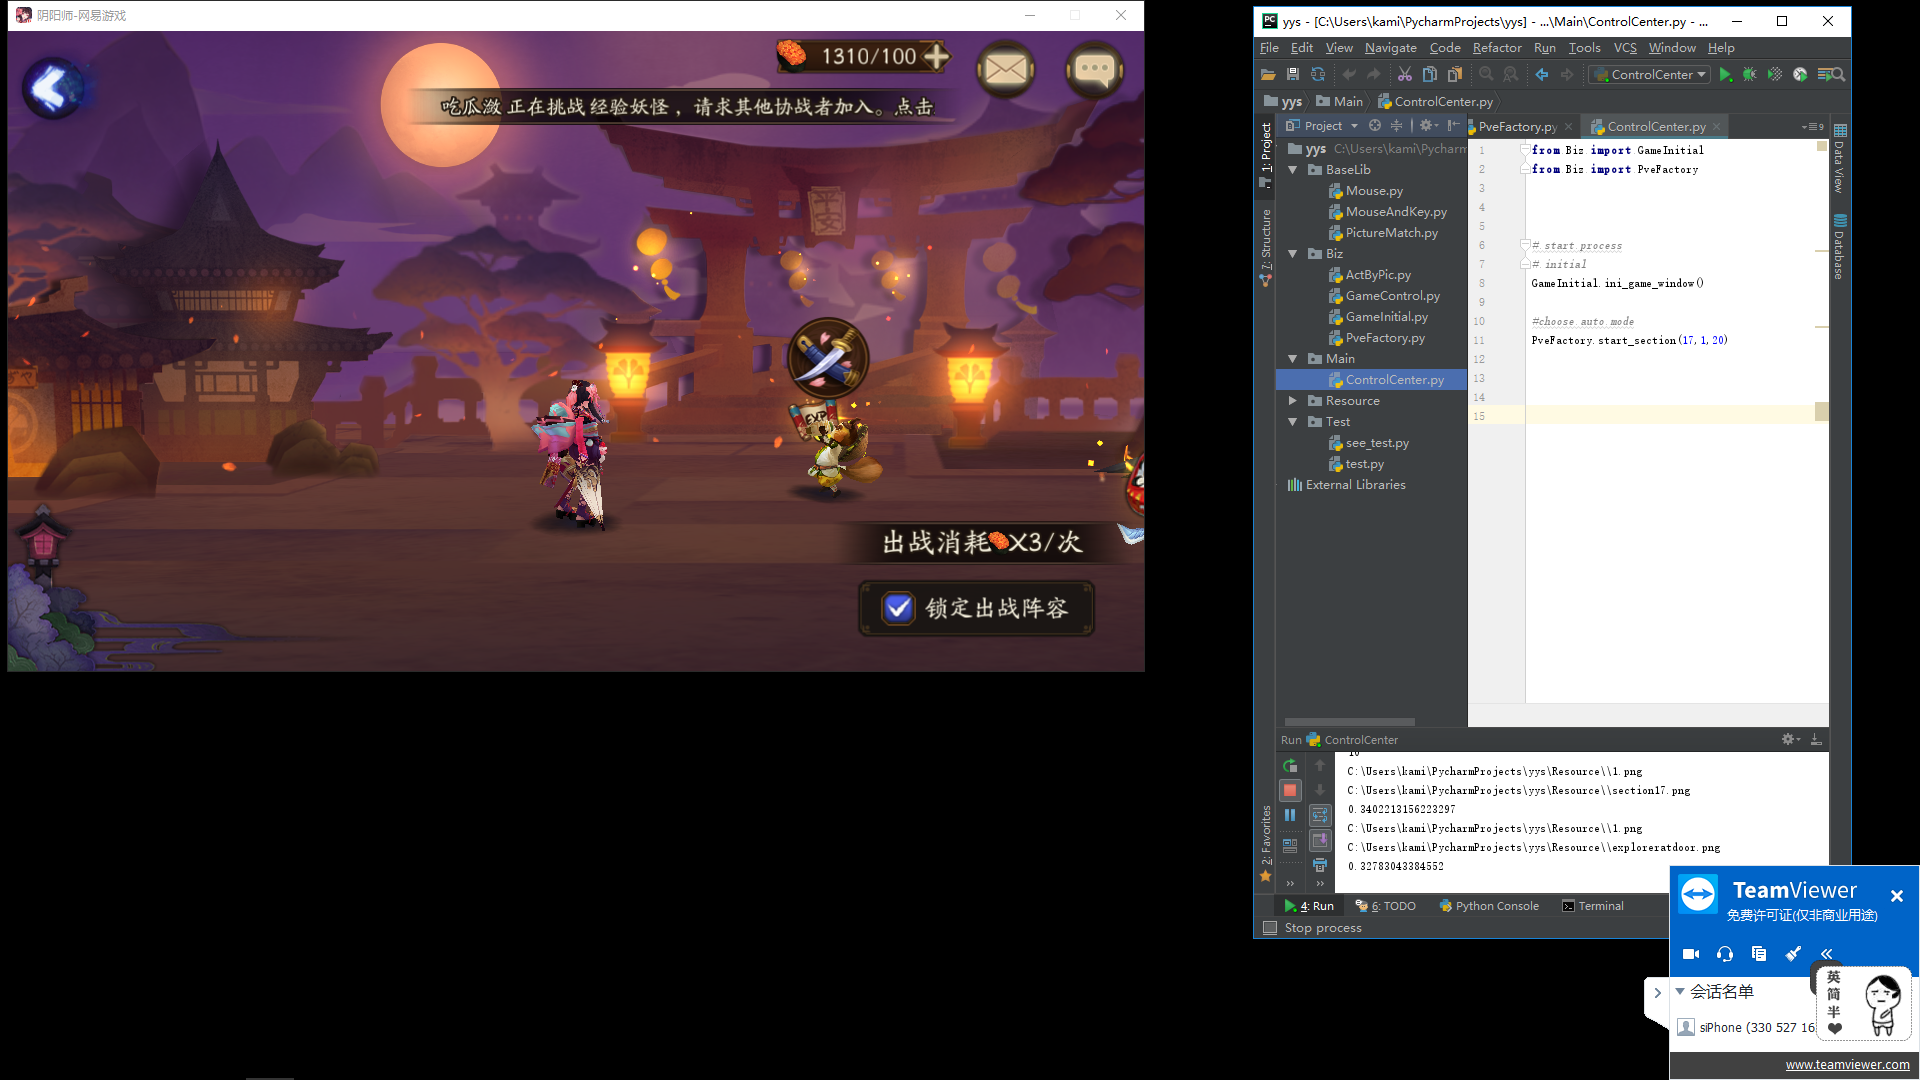 阴阳师-网易游戏
1310/100
吃瓜澈 正在挑战 经验妖怪 ，请求其他协战者加入。点击
平安
EXP
出战消耗 X3/次
锁定出战阵容
yys - [C:\Users\kami\PycharmProjects\yys] - ...\Main\ControlCenter.py - ...
File Edit View Navigate Code Refactor Run Tools VCS Window Help
ControlCenter
yys Main ControlCenter.py
Project
PveFactory.py ControlCenter.py
1: Project
7: Structure
2: Favorites
yys C:\Users\kami\Pycharm
BaseLib
Mouse.py
MouseAndKey.py
PictureMatch.py
Biz
ActByPic.py
GameControl.py
GameInitial.py
PveFactory.py
Main
ControlCenter.py
Resource
Test
see_test.py
test.py
External Libraries
1 from Biz import GameInitial
2 from Biz import PveFactory
3
4
5
6 # start process
7 # initial
8 GameInitial.ini_game_window()
9
10 #choose auto mode
11 PveFactory.start_section(17,1,20)
12
13
14
15
Data View
Database
Run ControlCenter
10
C:\Users\kami\PycharmProjects\yys\Resource\\1.png
C:\Users\kami\PycharmProjects\yys\Resource\\section17.png
0.3402213156223297
C:\Users\kami\PycharmProjects\yys\Resource\\1.png
C:\Users\kami\PycharmProjects\yys\Resource\\exploreratdoor.png
0.32783043384552
4: Run 6: TODO Python Console Terminal
Stop process
TeamViewer
免费许可证(仅非商业用途)
会话名单
siPhone (330 527 16
英
简
半
www.teamviewer.com